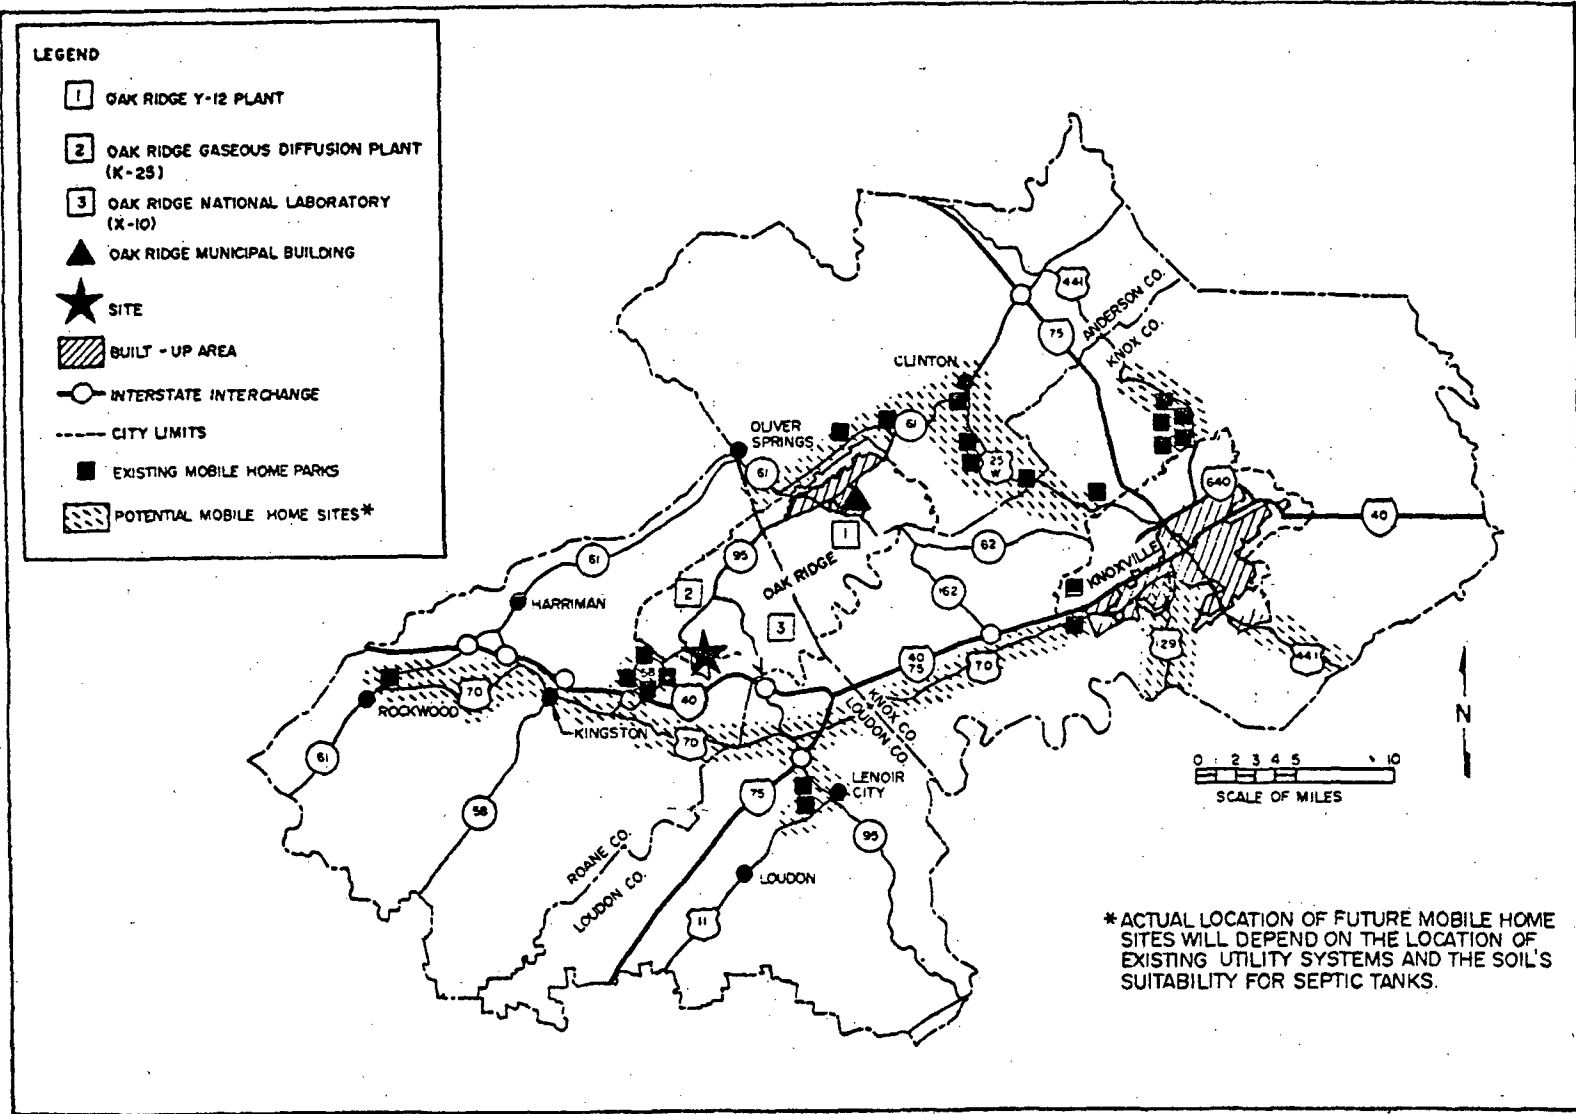 LEGEND
1 OAK RIDGE Y-12 PLANT
2 OAK RIDGE GASEOUS DIFFUSION PLANT
(K-25)
3 OAK RIDGE NATIONAL LABORATORY
(X-10)
OAK RIDGE MUNICIPAL BUILDING
SITE
BUILT - UP AREA
INTERSTATE INTERCHANGE
CITY LIMITS
EXISTING MOBILE HOME PARKS
POTENTIAL MOBILE HOME SITES*
441
ANDERSON CO.
KNOX CO.
75
CLINTON
61
OLIVER
SPRINGS
61
25
W
640
40
1
62
95
OAK RIDGE
KNOXVILLE
61
2
62
HARRIMAN
3
40
75
70
129
441
58
70
40
ROCKWOOD
KINGSTON
70
KNOX CO.
LOUDON CO.
N
61
0 1 2 3 4 5 10
SCALE OF MILES
LENOIR
CITY
75
58
95
ROANE CO.
LOUDON CO.
LOUDON
11
* ACTUAL LOCATION OF FUTURE MOBILE HOME
SITES WILL DEPEND ON THE LOCATION OF
EXISTING UTILITY SYSTEMS AND THE SOIL'S
SUITABILITY FOR SEPTIC TANKS.